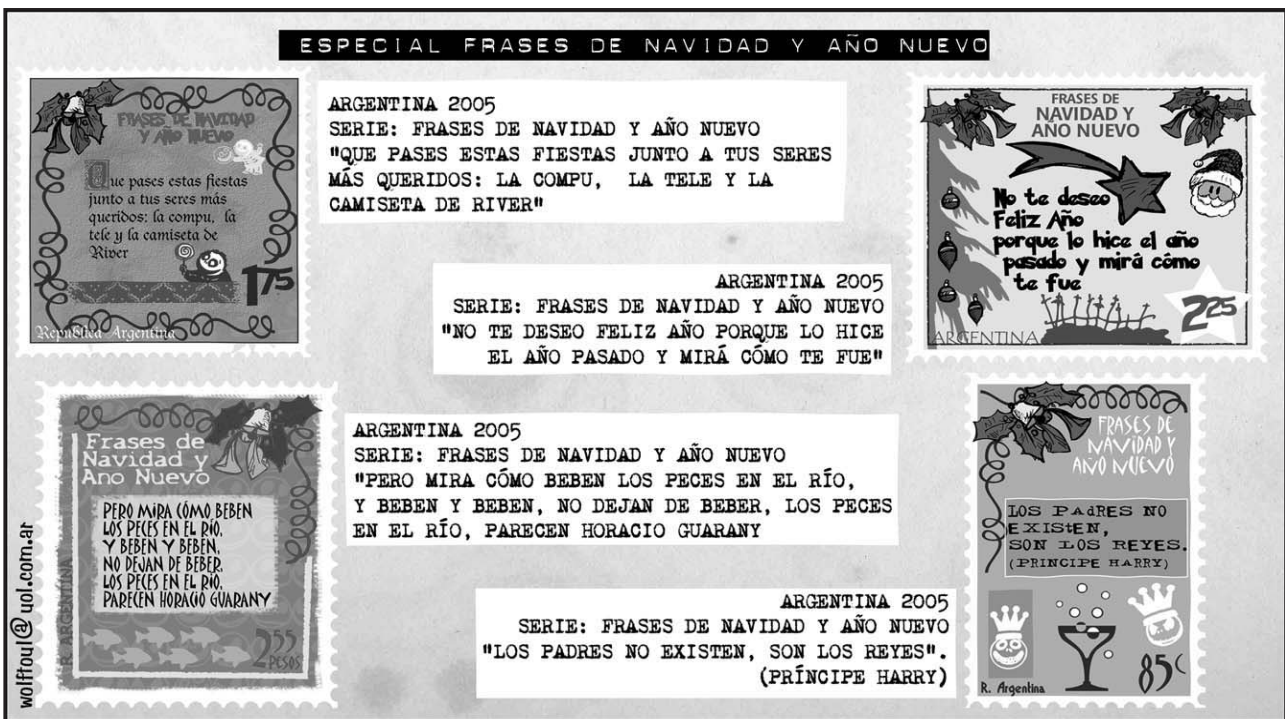 ESPECIAL FRASES DE NAVIDAD Y AÑO NUEVO
FRASES DE NAVIDAD
Y AÑO NUEVO
Que pases estas fiestas
junto a tus seres más
queridos: la compu, la
tele y la camiseta de
River
175
República Argentina
ARGENTINA 2005
SERIE: FRASES DE NAVIDAD Y AÑO NUEVO
"QUE PASES ESTAS FIESTAS JUNTO A TUS SERES
MÁS QUERIDOS: LA COMPU, LA TELE Y LA
CAMISETA DE RIVER"
FRASES DE
NAVIDAD Y
AÑO NUEVO
No te deseo
Feliz Año
porque lo hice el año
pasado y mirá cómo
te fue
225
ARGENTINA
ARGENTINA 2005
SERIE: FRASES DE NAVIDAD Y AÑO NUEVO
"NO TE DESEO FELIZ AÑO PORQUE LO HICE
EL AÑO PASADO Y MIRÁ CÓMO TE FUE"
Frases de
Navidad y
Ano Nuevo
PERO MIRA CÓMO BEBEN
LOS PECES EN EL RÍO,
Y BEBEN Y BEBEN,
NO DEJAN DE BEBER,
LOS PECES EN EL RÍO,
PARECEN HORACIO GUARANY
R. ARGENTINA
255
PESOS
ARGENTINA 2005
SERIE: FRASES DE NAVIDAD Y AÑO NUEVO
"PERO MIRA CÓMO BEBEN LOS PECES EN EL RÍO,
Y BEBEN Y BEBEN, NO DEJAN DE BEBER, LOS PECES
EN EL RÍO, PARECEN HORACIO GUARANY
FRASES DE
NAVIDAD Y
AÑO NUEVO
LOS PAdRES NO
EXIStEN,
SON LOS REYES.
(PRINCIPE HARRY)
85c
R. Argentina
ARGENTINA 2005
SERIE: FRASES DE NAVIDAD Y AÑO NUEVO
"LOS PADRES NO EXISTEN, SON LOS REYES".
(PRÍNCIPE HARRY)
wolftoul@uol.com.ar